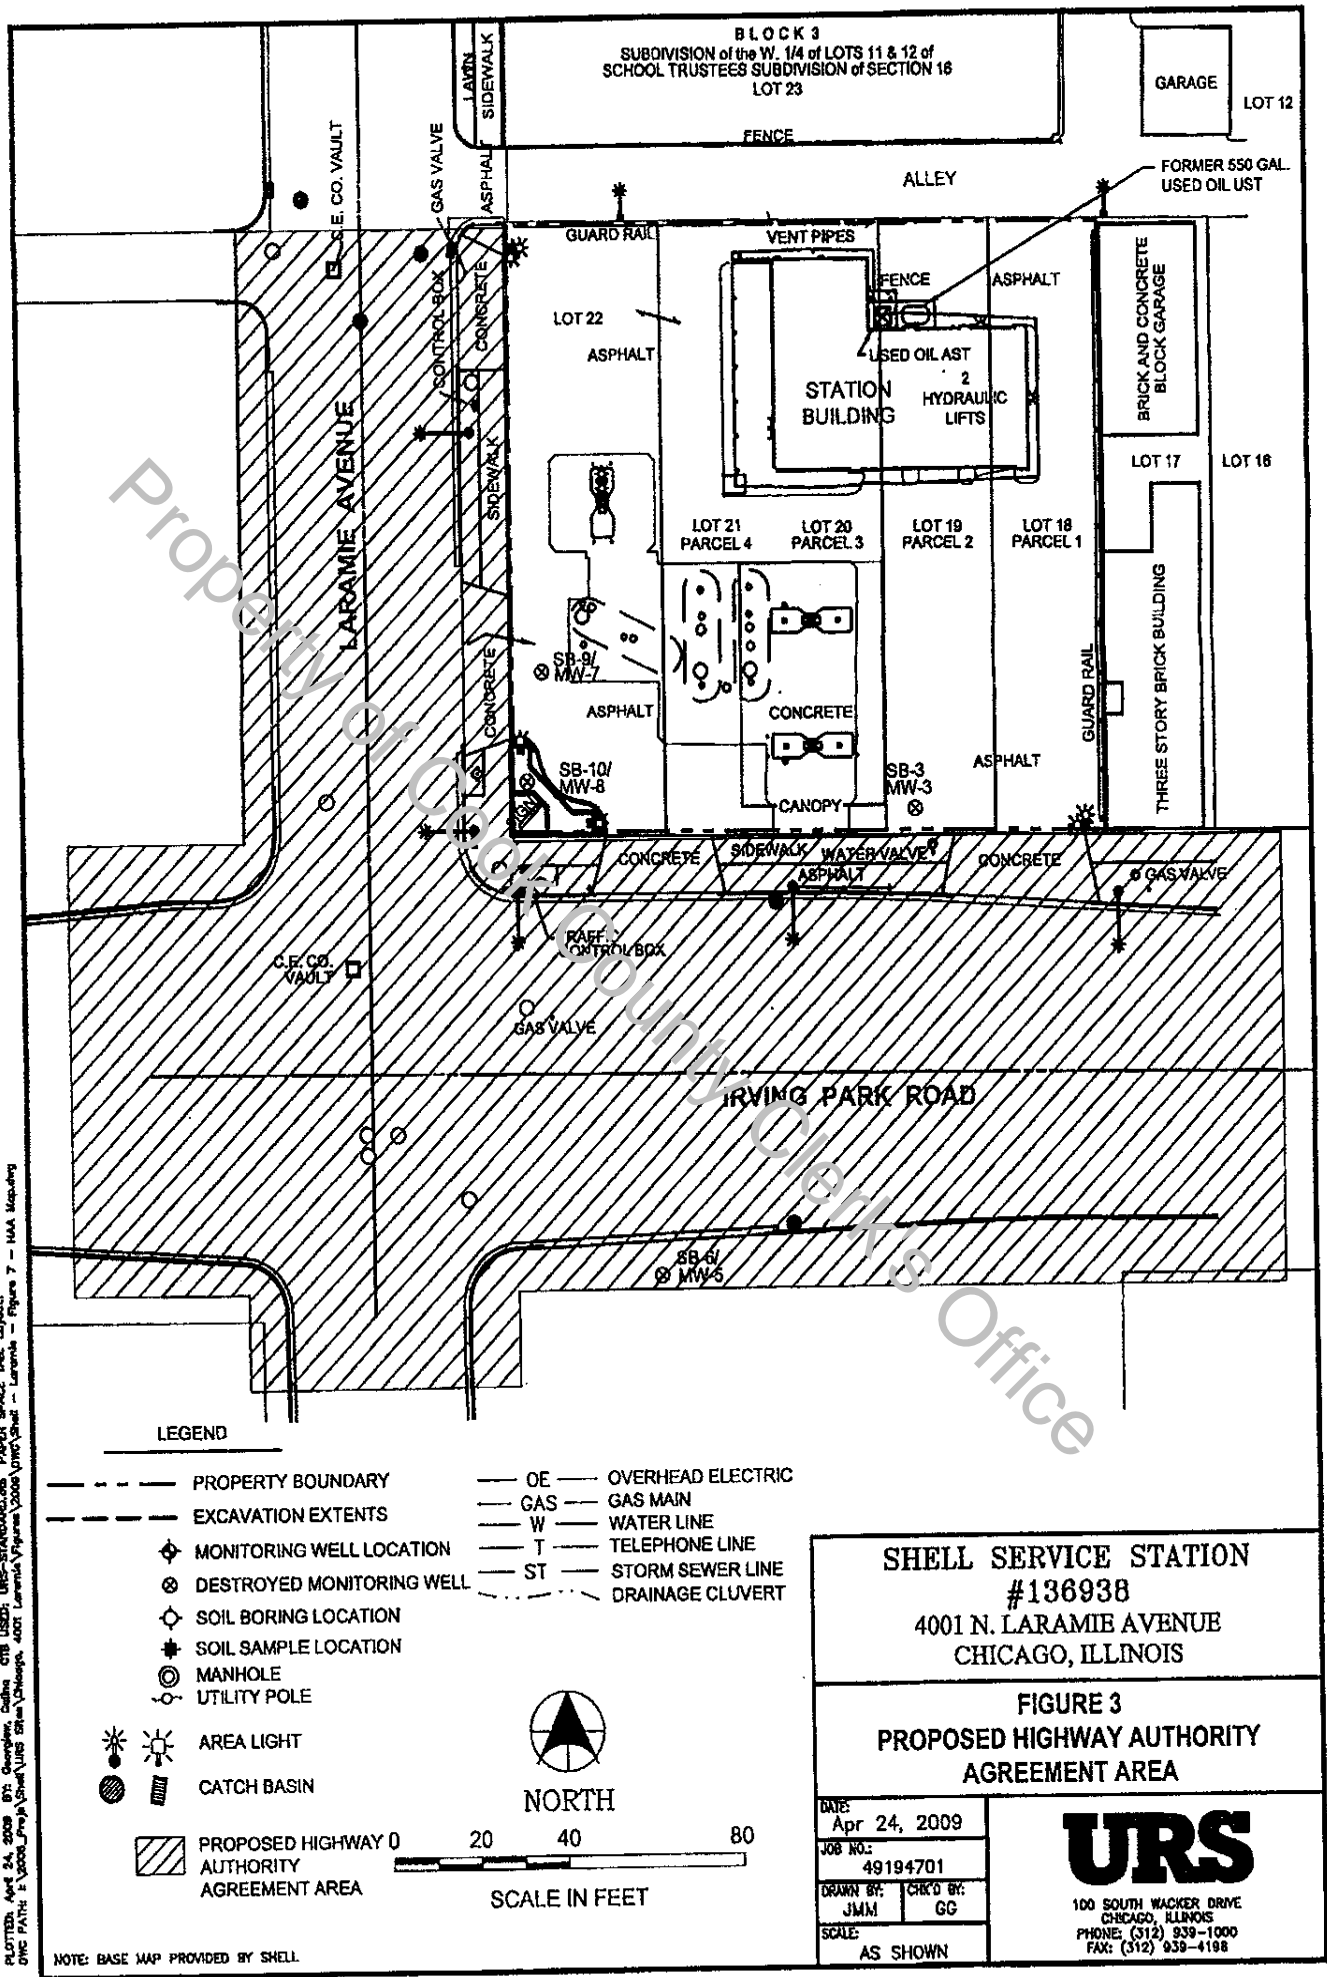 BLOCK 3
SUBDIVISION of the W. 1/4 of LOTS 11 & 12 of
SCHOOL TRUSTEES SUBDIVISION of SECTION 16
LOT 23
LAWN
SIDEWALK
GARAGE
LOT 12
FENCE
ALLEY
FORMER 550 GAL.
USED OIL UST
C.E. CO. VAULT
GAS VALVE
ASPHALT
GUARD RAIL
VENT PIPES
FENCE
ASPHALT
BRICK AND CONCRETE
BLOCK GARAGE
CONTROL BOX
CONCRETE
LOT 22
ASPHALT
USED OIL AST
STATION
BUILDING
2
HYDRAULIC
LIFTS
LARAMIE AVENUE
SIDEWALK
LOT 17
LOT 16
LOT 21
PARCEL 4
LOT 20
PARCEL 3
LOT 19
PARCEL 2
LOT 18
PARCEL 1
THREE STORY BRICK BUILDING
GUARD RAIL
SB-9/
MW-7
CONCRETE
ASPHALT
CONCRETE
ASPHALT
SB-10/
MW-8
SB-3
MW-3
SIGN
CANOPY
CONCRETE
SIDEWALK
WATER VALVE
ASPHALT
CONCRETE
GAS VALVE
TRAFFIC
CONTROL BOX
C.E. CO.
VAULT
GAS VALVE
IRVING PARK ROAD
SB-6/
MW-5
Property of Cook County Clerk's Office
LEGEND
PROPERTY BOUNDARY
EXCAVATION EXTENTS
MONITORING WELL LOCATION
DESTROYED MONITORING WELL
SOIL BORING LOCATION
SOIL SAMPLE LOCATION
MANHOLE
UTILITY POLE
AREA LIGHT
CATCH BASIN
PROPOSED HIGHWAY
AUTHORITY
AGREEMENT AREA
OE OVERHEAD ELECTRIC
GAS GAS MAIN
W WATER LINE
T TELEPHONE LINE
ST STORM SEWER LINE
DRAINAGE CLUVERT
NORTH
0 20 40 80
SCALE IN FEET
NOTE: BASE MAP PROVIDED BY SHELL
SHELL SERVICE STATION
#136938
4001 N. LARAMIE AVENUE
CHICAGO, ILLINOIS
FIGURE 3
PROPOSED HIGHWAY AUTHORITY
AGREEMENT AREA
DATE:
Apr 24, 2009
JOB NO.:
49194701
DRAWN BY:
JMM
CHK'D BY:
GG
SCALE:
AS SHOWN
URS
100 SOUTH WACKER DRIVE
CHICAGO, ILLINOIS
PHONE: (312) 939-1000
FAX: (312) 939-4198
PLOTTED: April 24, 2009 BY:
DWG PATH: